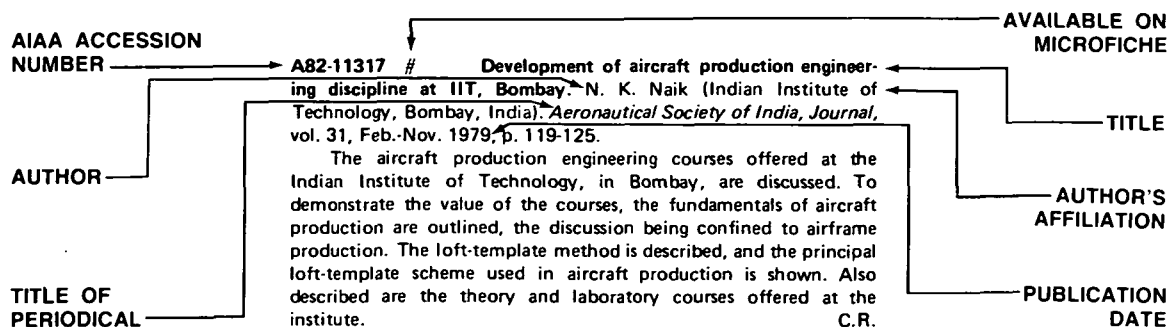 AVAILABLE ON
MICROFICHE
AIAA ACCESSION
NUMBER
A82-11317 # Development of aircraft production engineer-
ing discipline at IIT, Bombay. N. K. Naik (Indian Institute of
Technology, Bombay, India). Aeronautical Society of India, Journal,
vol. 31, Feb.-Nov. 1979, p. 119-125.
TITLE
The aircraft production engineering courses offered at the
Indian Institute of Technology, in Bombay, are discussed. To
demonstrate the value of the courses, the fundamentals of aircraft
production are outlined, the discussion being confined to airframe
production. The loft-template method is described, and the principal
loft-template scheme used in aircraft production is shown. Also
described are the theory and laboratory courses offered at the
institute. C.R.
AUTHOR
AUTHOR'S
AFFILIATION
TITLE OF
PERIODICAL
PUBLICATION
DATE